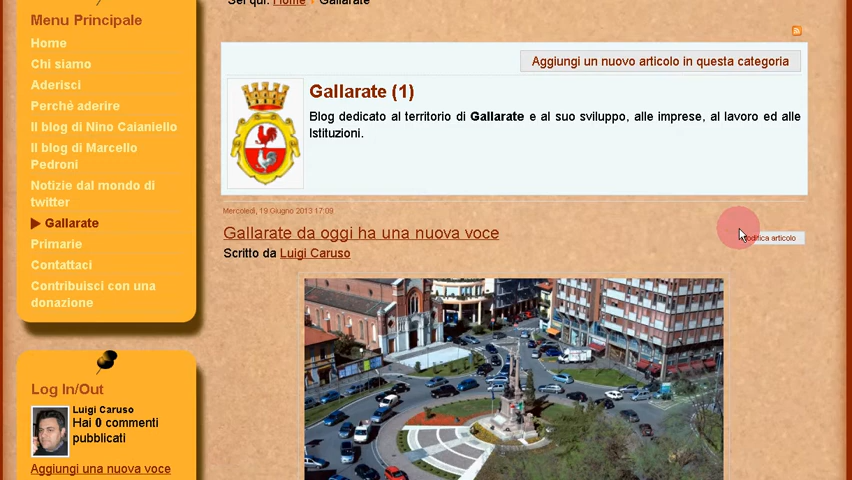 Sei qui: Home Gallarate
Menu Principale
Home
Chi siamo
Aderisci
Perchè aderire
Il blog di Nino Caianiello
Il blog di Marcello
Pedroni
Notizie dal mondo di
twitter
Gallarate
Primarie
Contattaci
Contribuisci con una
donazione
Log In/Out
Luigi Caruso
Hai 0 commenti
pubblicati
Aggiungi una nuova voce
Aggiungi un nuovo articolo in questa categoria
Gallarate (1)
Blog dedicato al territorio di Gallarate e al suo sviluppo, alle imprese, al lavoro ed alle
Istituzioni.
Mercoledì, 19 Giugno 2013 17:09
Gallarate da oggi ha una nuova voce
modifica articolo
Scritto da Luigi Caruso